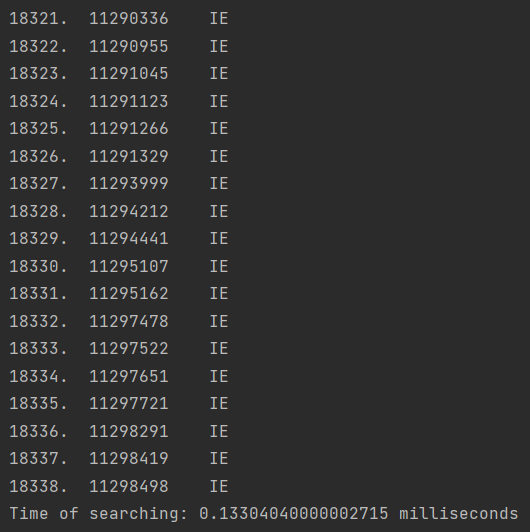 18321.  11290336    IE
18322.  11290955    IE
18323.  11291045    IE
18324.  11291123    IE
18325.  11291266    IE
18326.  11291329    IE
18327.  11293999    IE
18328.  11294212    IE
18329.  11294441    IE
18330.  11295107    IE
18331.  11295162    IE
18332.  11297478    IE
18333.  11297522    IE
18334.  11297651    IE
18335.  11297721    IE
18336.  11298291    IE
18337.  11298419    IE
18338.  11298498    IE
Time of searching: 0.13304040000002715 milliseconds